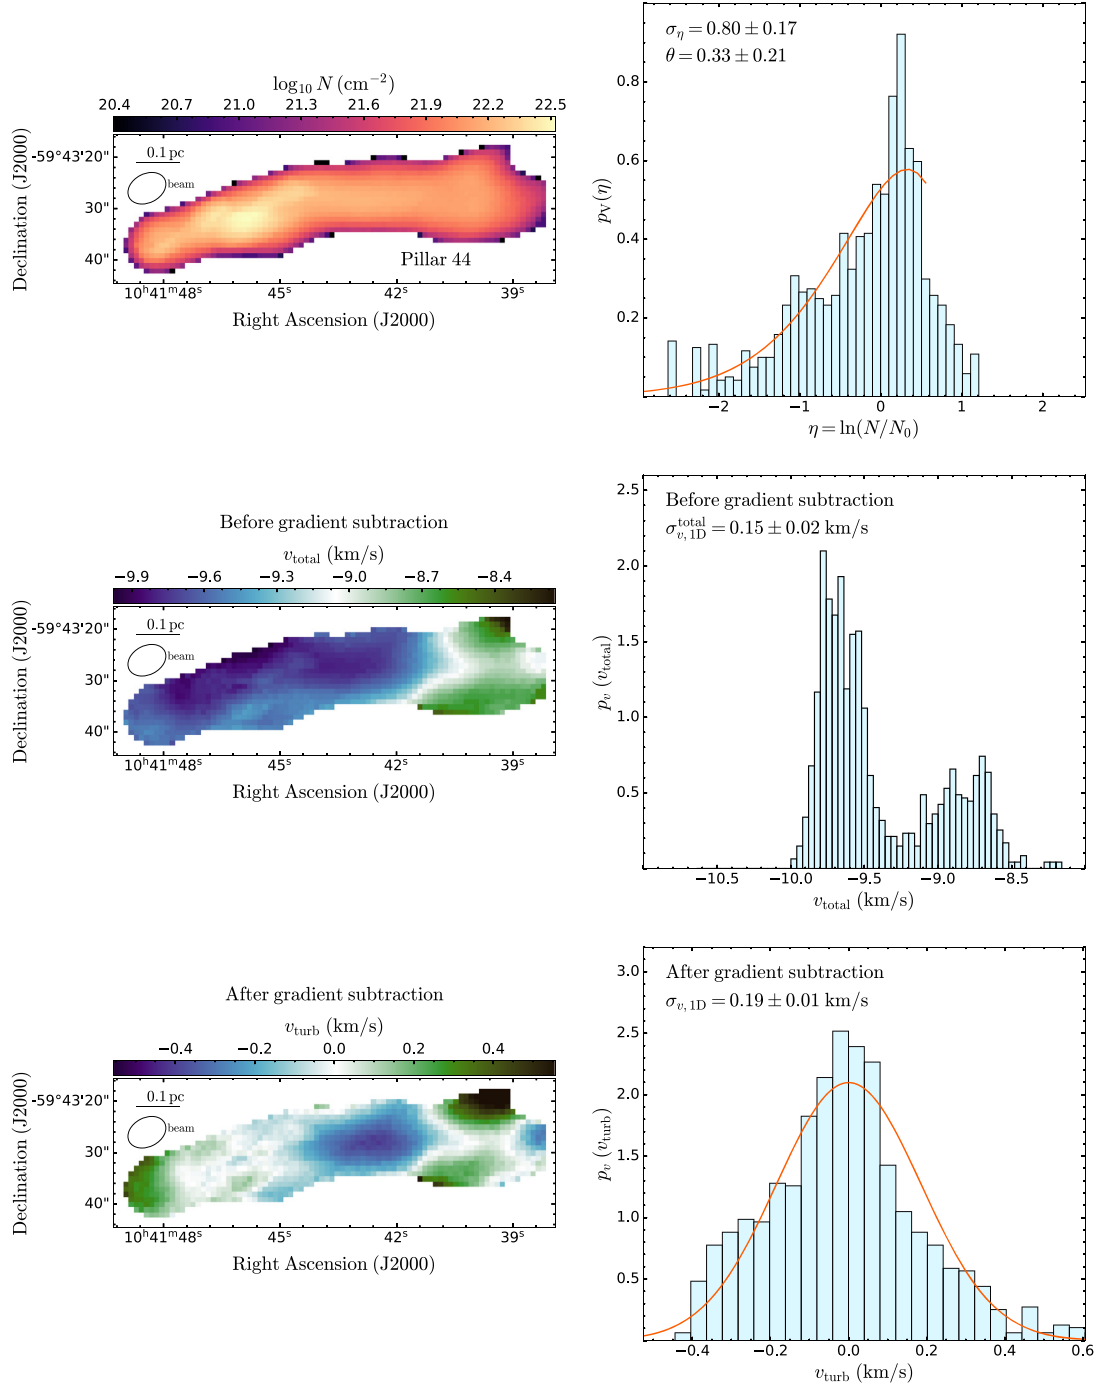 log₁₀ N (cm⁻²)
20.4 20.7 21.0 21.3 21.6 21.9 22.2 22.5
0.1 pc
beam
Pillar 44
-59°43'20"
30"
40"
Declination (J2000)
10ʰ41ᵐ48ˢ 45ˢ 42ˢ 39ˢ
Right Ascension (J2000)
σ_η = 0.80 ± 0.17
θ = 0.33 ± 0.21
0.8
0.6
0.4
0.2
p_V(η)
−2 −1 0 1 2
η = ln(N/N₀)
Before gradient subtraction
v_total (km/s)
−9.9 −9.6 −9.3 −9.0 −8.7 −8.4
0.1 pc
beam
-59°43'20"
30"
40"
Declination (J2000)
10ʰ41ᵐ48ˢ 45ˢ 42ˢ 39ˢ
Right Ascension (J2000)
Before gradient subtraction
σ_{v,1D}^{total} = 0.15 ± 0.02 km/s
2.5
2.0
1.5
1.0
0.5
p_v (v_total)
−10.5 −10.0 −9.5 −9.0 −8.5
v_total (km/s)
After gradient subtraction
v_turb (km/s)
−0.4 −0.2 0.0 0.2 0.4
0.1 pc
beam
-59°43'20"
30"
40"
Declination (J2000)
10ʰ41ᵐ48ˢ 45ˢ 42ˢ 39ˢ
Right Ascension (J2000)
After gradient subtraction
σ_{v,1D} = 0.19 ± 0.01 km/s
3.0
2.5
2.0
1.5
1.0
0.5
p_v (v_turb)
−0.4 −0.2 0.0 0.2 0.4 0.6
v_turb (km/s)